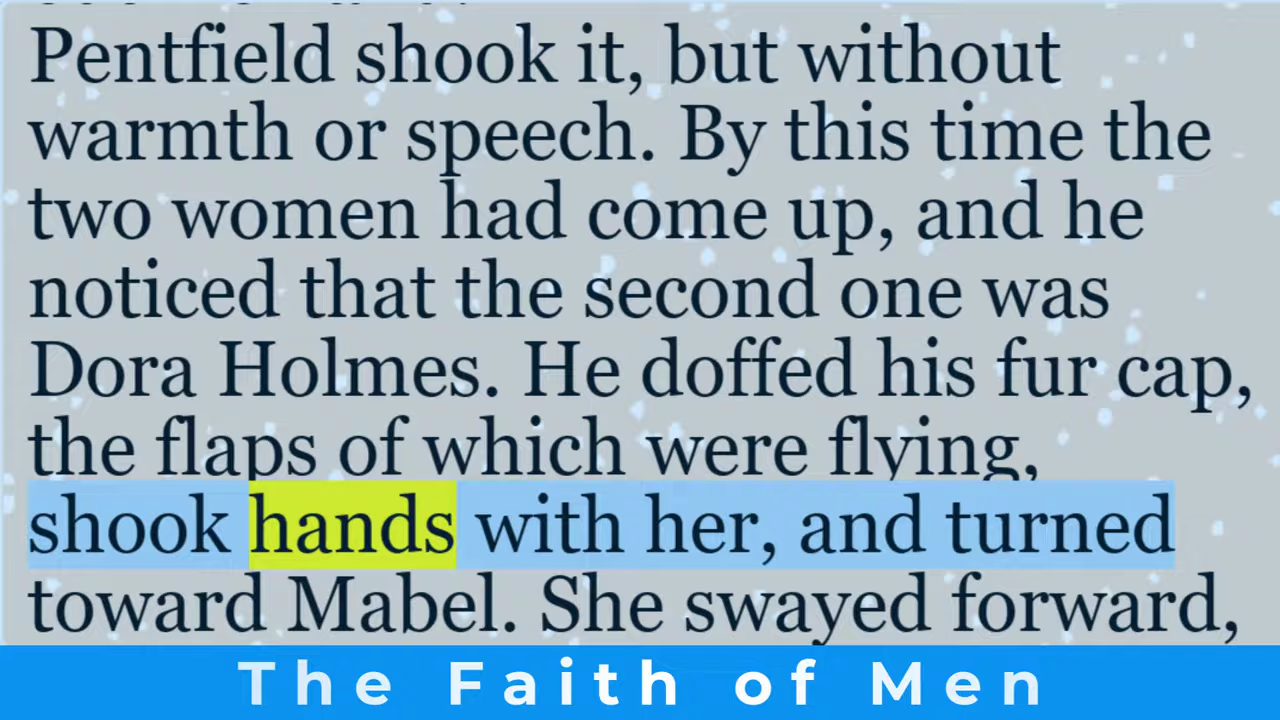 Pentfield shook it, but without
warmth or speech. By this time the
two women had come up, and he
noticed that the second one was
Dora Holmes. He doffed his fur cap,
the flaps of which were flying,
shook hands with her, and turned
toward Mabel. She swayed forward,
The Faith of Men